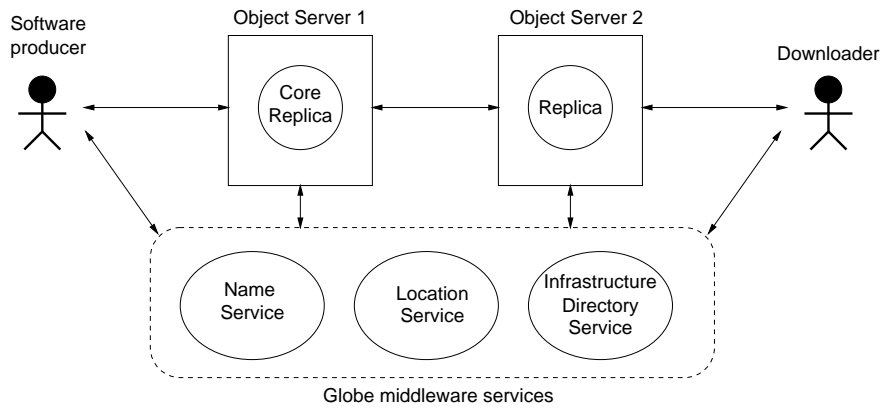 Software
producer
Object Server 1
Object Server 2
Downloader
Core
Replica
Replica
Name
Service
Location
Service
Infrastructure
Directory
Service
Globe middleware services